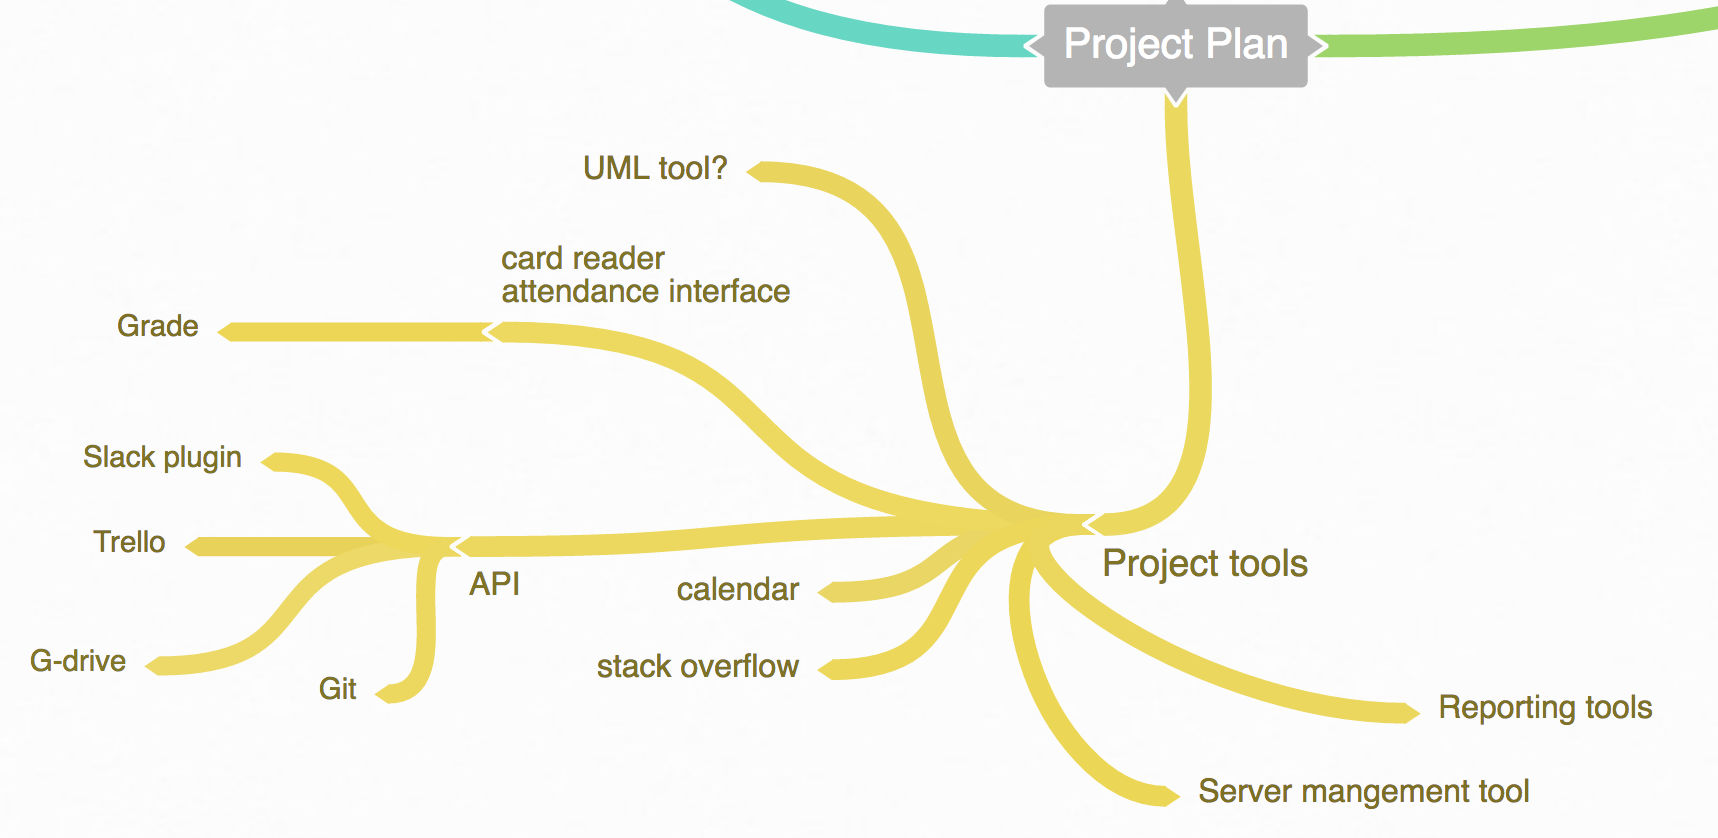 Project Plan
UML tool?
card reader
attendance interface
Grade
Slack plugin
Trello
API
G-drive
Git
calendar
stack overflow
Project tools
Reporting tools
Server mangement tool